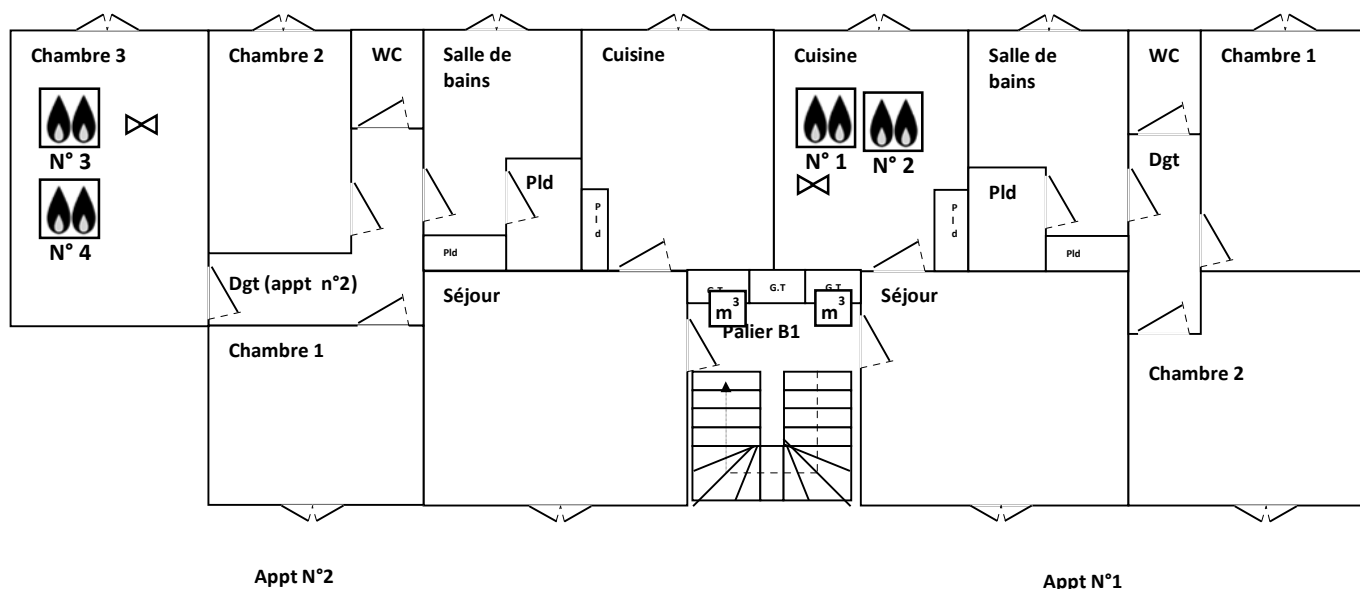 Chambre 3
Chambre 2
WC
Salle de
bains
Cuisine
Cuisine
Salle de
bains
WC
Chambre 1
N° 3
N° 4
N° 1
N° 2
Dgt
Pld
Pld
Pld
Pld
Pld
Pld
Dgt (appt n°2)
Séjour
G.T
G.T
G.T
Séjour
m³
m³
Palier B1
Chambre 1
Chambre 2
Appt N°2
Appt N°1